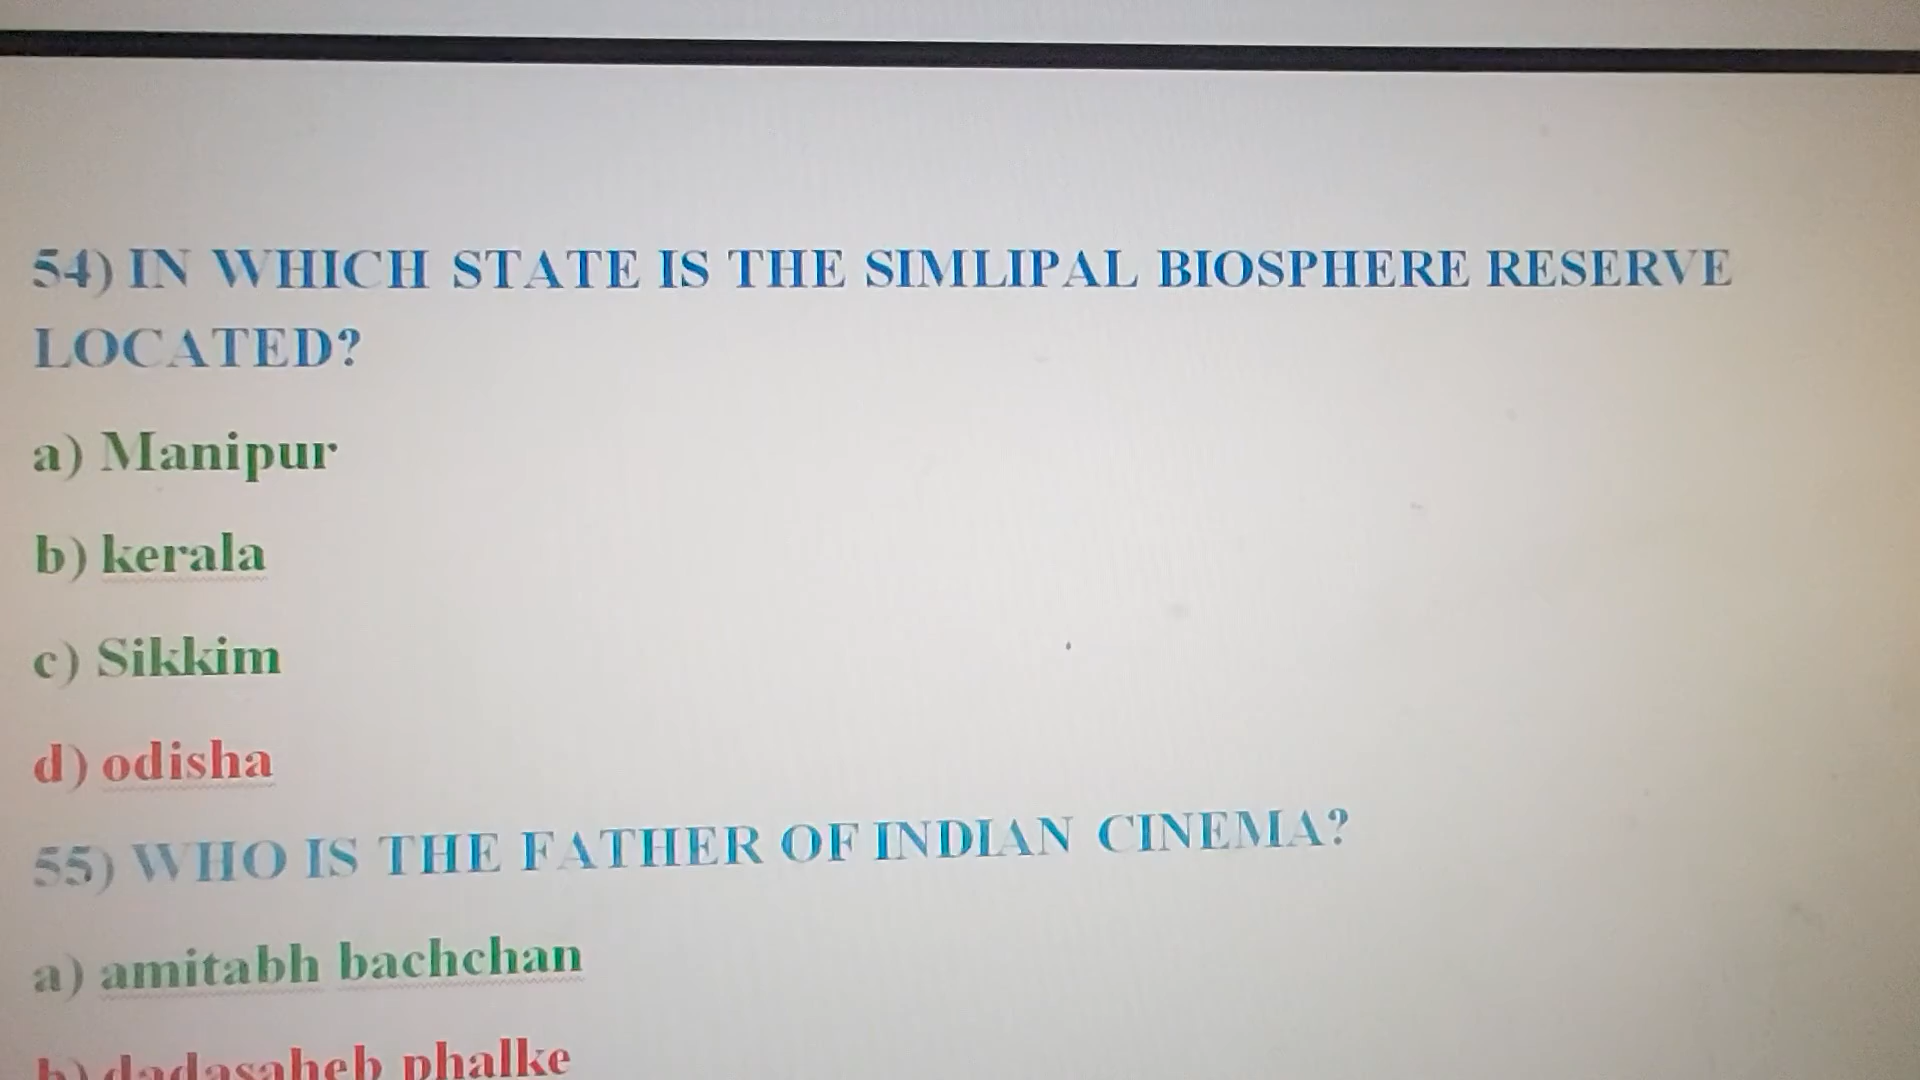 54) IN WHICH STATE IS THE SIMLIPAL BIOSPHERE RESERVE
LOCATED?
a) Manipur
b) kerala
c) Sikkim
d) odisha
55) WHO IS THE FATHER OF INDIAN CINEMA?
a) amitabh bachchan
b) dadasaheb phalke